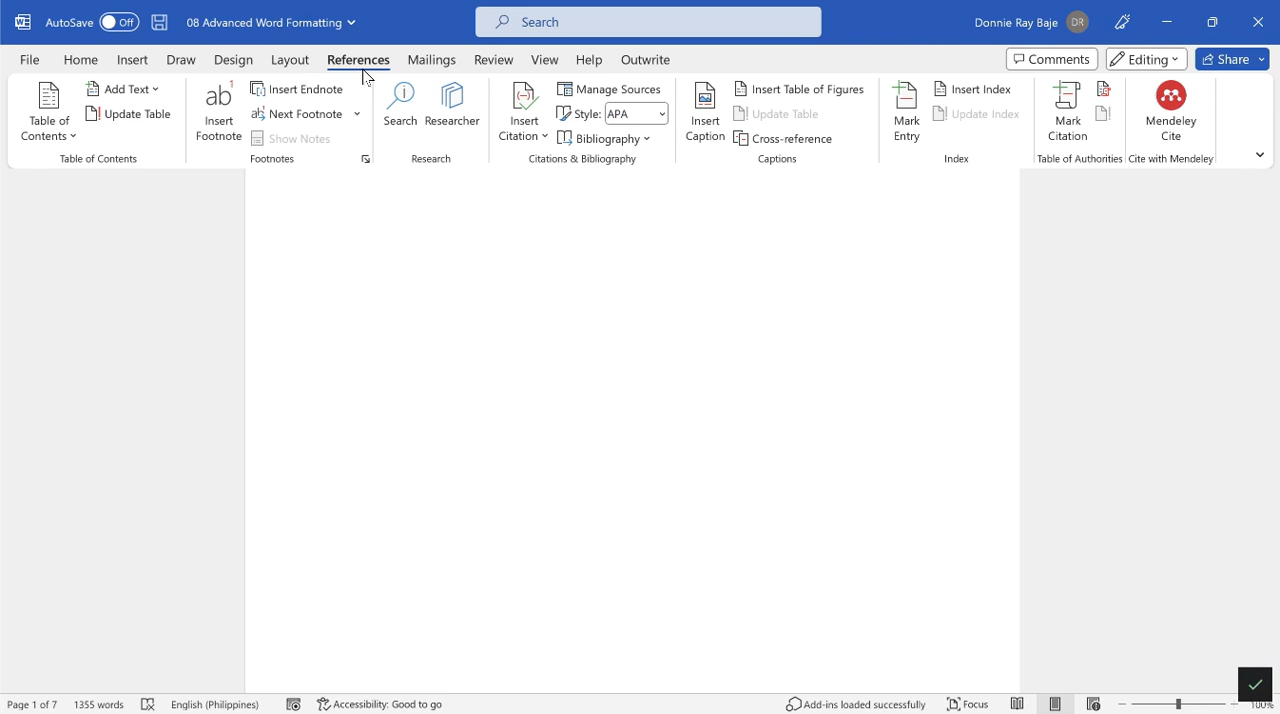 AutoSave Off 08 Advanced Word Formatting Search Donnie Ray Baje DR
File Home Insert Draw Design Layout References Mailings Review View Help Outwrite Comments Editing Share
Table of Contents
Add Text
Update Table
Table of Contents
ab 1
Insert Footnote
Insert Endnote
ab Next Footnote
Show Notes
Footnotes
Search
Researcher
Research
Insert Citation
Manage Sources
Style: APA
Bibliography
Citations & Bibliography
Insert Caption
Insert Table of Figures
Update Table
Cross-reference
Captions
Mark Entry
Insert Index
Update Index
Index
Mark Citation
Table of Authorities
Mendeley Cite
Cite with Mendeley
Page 1 of 7 1355 words English (Philippines) Accessibility: Good to go Add-ins loaded successfully Focus 100%